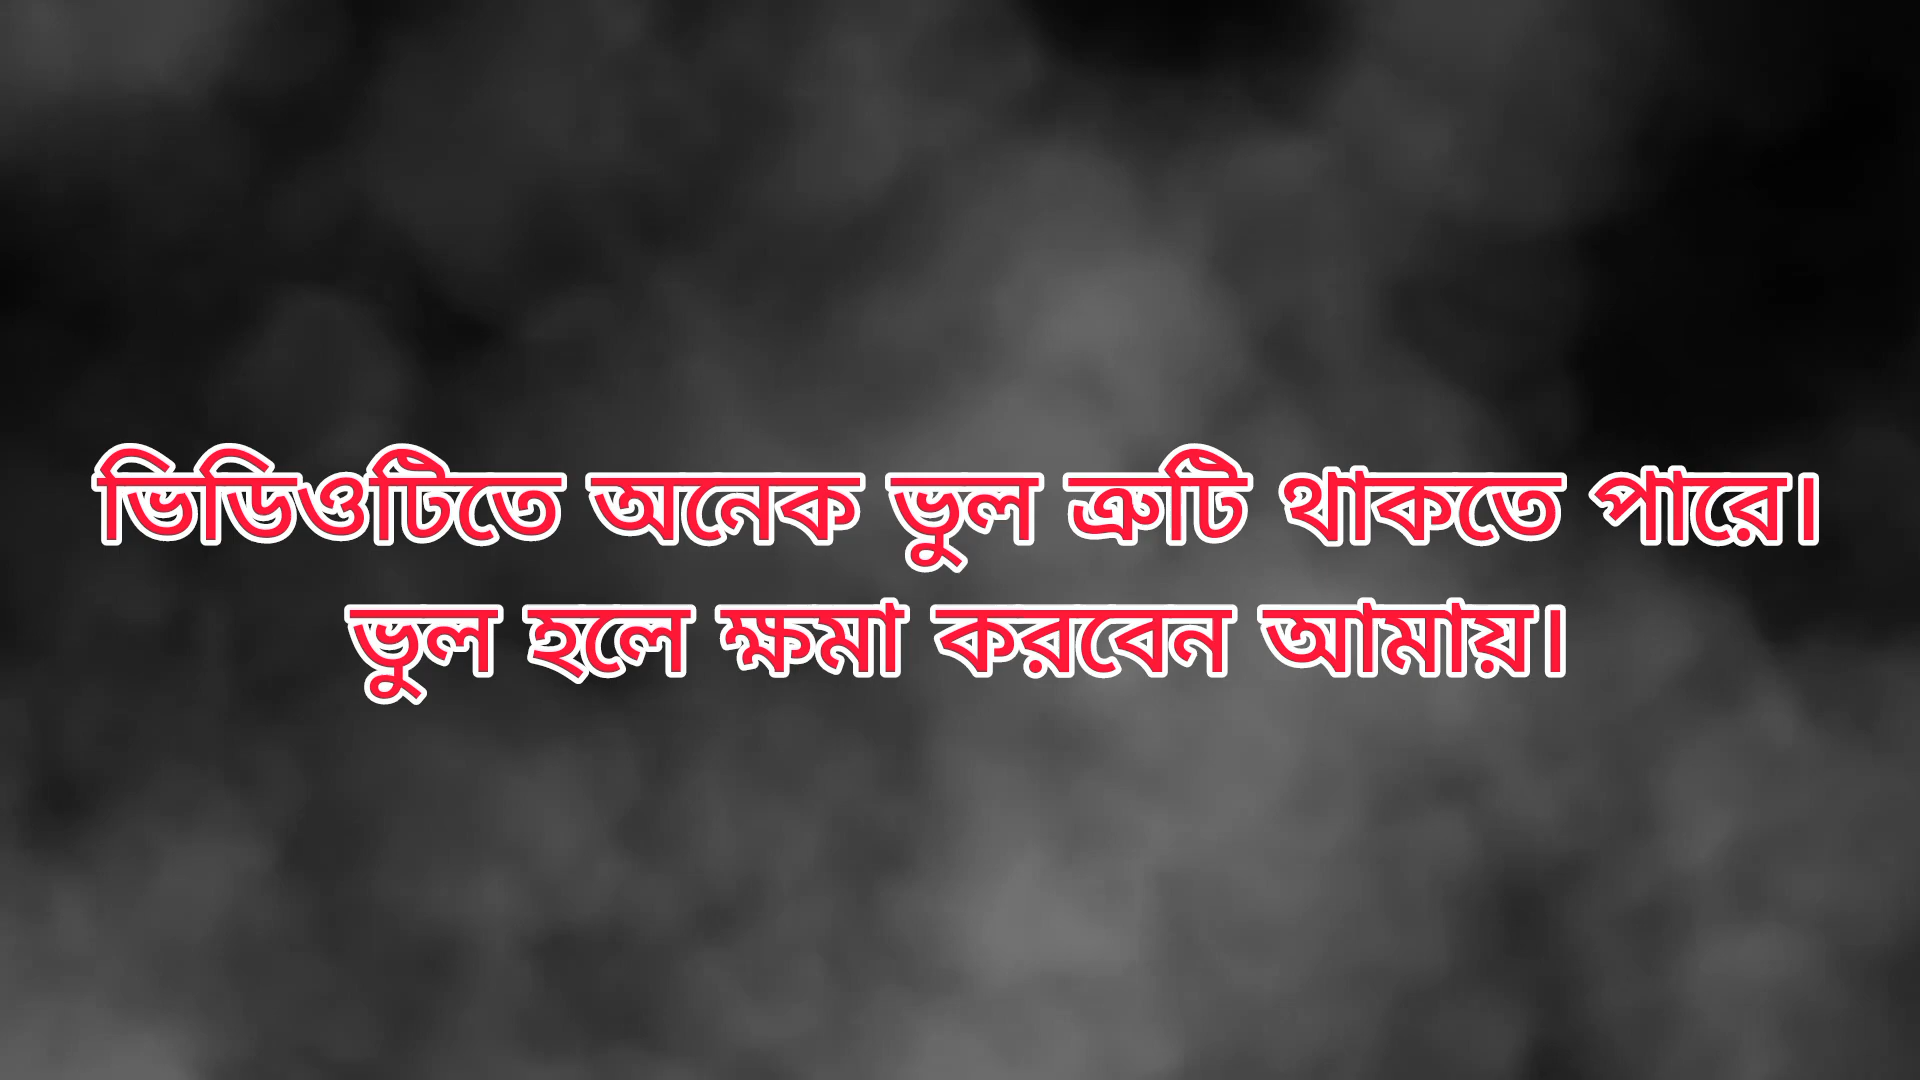 ভিডিওটিতে অনেক ভুল ত্রুটি থাকতে পারে।
ভুল হলে ক্ষমা করবেন আমায়।